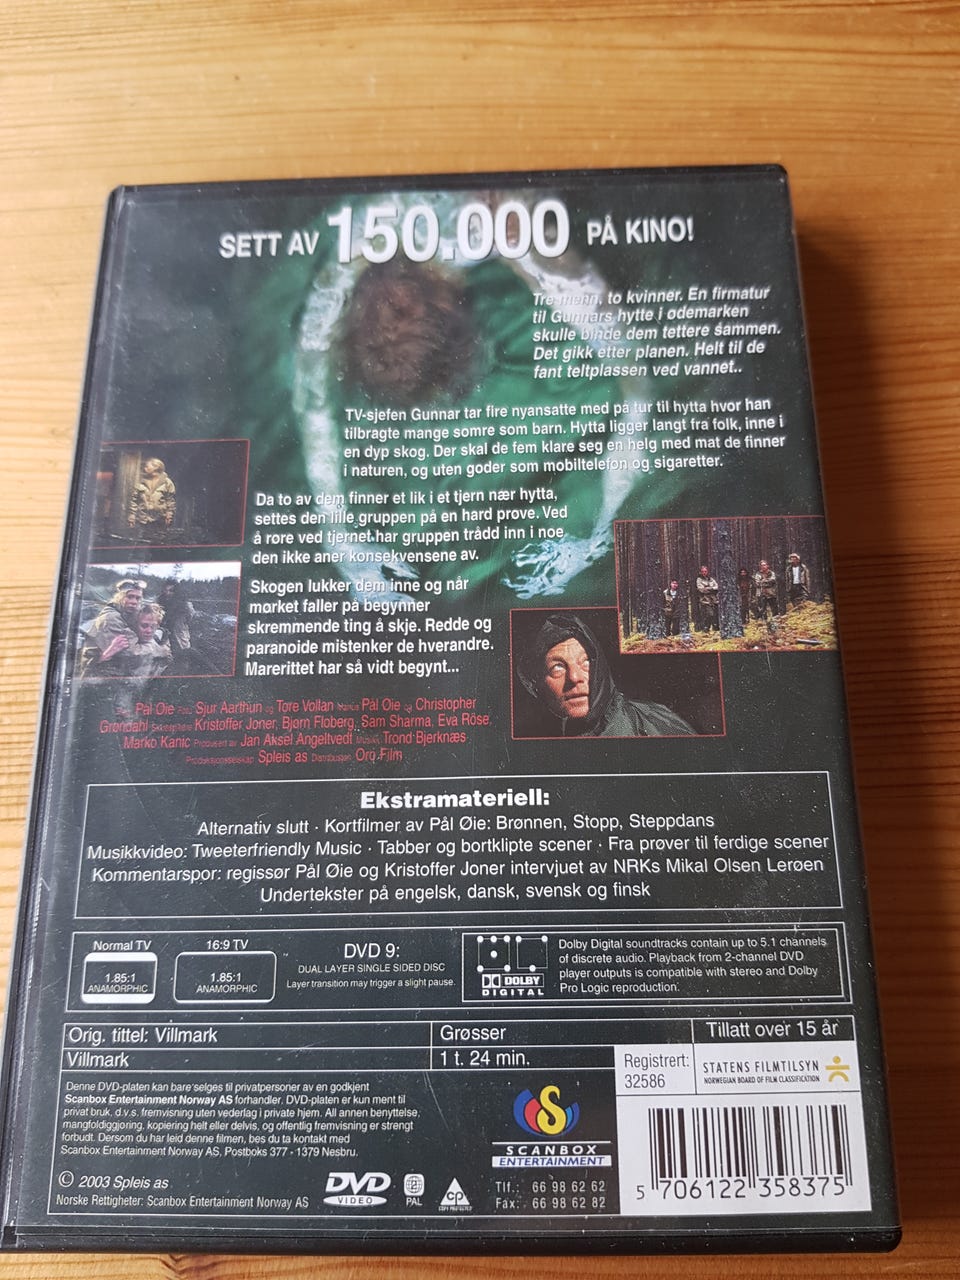 SETT AV 150.000 PÅ KINO!
Tre menn, to kvinner. En firmatur
til Gunnars hytte i ødemarken
skulle binde dem tettere sammen.
Det gikk etter planen. Helt til de
fant teltplassen ved vannet..
TV-sjefen Gunnar tar fire nyansatte med på tur til hytta hvor han
tilbragte mange somre som barn. Hytta ligger langt fra folk, inne i
en dyp skog. Der skal de fem klare seg en helg med mat de finner
i naturen, og uten goder som mobiltelefon og sigaretter.
Da to av dem finner et lik i et tjern nær hytta,
settes den lille gruppen på en hard prøve. Ved
å røre ved tjernet har gruppen trådd inn i noe
den ikke aner konsekvensene av.
Skogen lukker dem inne og når
mørket faller på begynner
skremmende ting å skje. Redde og
paranoide mistenker de hverandre.
Marerittet har så vidt begynt...
Pål Øie Foto Sjur Aarthun og Tore Vollan Manus Pål Øie og Christopher
Grøndahl Skuespillere Kristoffer Joner, Bjørn Floberg, Sam Sharma, Eva Röse,
Marko Kanic Produsert av Jan Aksel Angeltvedt Musikk Trond Bjerknæs
Produksjonsselskap Spleis as Distribusjon Oro Film
Ekstramateriell:
Alternativ slutt · Kortfilmer av Pål Øie: Brønnen, Stopp, Steppdans
Musikkvideo: Tweeterfriendly Music · Tabber og bortklipte scener · Fra prøver til ferdige scener
Kommentarspor: regissør Pål Øie og Kristoffer Joner intervjuet av NRKs Mikal Olsen Lerøen
Undertekster på engelsk, dansk, svensk og finsk
Normal TV
1.85:1
ANAMORPHIC
16:9 TV
1.85:1
ANAMORPHIC
DVD 9:
DUAL LAYER SINGLE SIDED DISC
Layer transition may trigger a slight pause.
DOLBY
DIGITAL
Dolby Digital soundtracks contain up to 5.1 channels
of discrete audio. Playback from 2-channel DVD
player outputs is compatible with stereo and Dolby
Pro Logic reproduction.
Orig. tittel: Villmark
Grøsser
Tillatt over 15 år
Villmark
1 t. 24 min.
Registrert:
32586
STATENS FILMTILSYN
NORWEGIAN BOARD OF FILM CLASSIFICATION
Denne DVD-platen kan bare selges til privatpersoner av en godkjent
Scanbox Entertainment Norway AS forhandler. DVD-platen er kun ment til
privat bruk, d.v.s. fremvisning uten vederlag i private hjem. All annen benyttelse,
mangfoldiggjøring, kopiering helt eller delvis, og offentlig fremvisning er strengt
forbudt. Dersom du har leid denne filmen, bes du ta kontakt med
Scanbox Entertainment Norway AS, Postboks 377 · 1379 Nesbru.
© 2003 Spleis as
Norske Rettigheter: Scanbox Entertainment Norway AS
DVD
VIDEO
PAL
CP
COPY PROTECTED
S
SCANBOX
ENTERTAINMENT
Tlf.: 66 98 62 62
Fax: 66 98 62 82
5 706122 358375